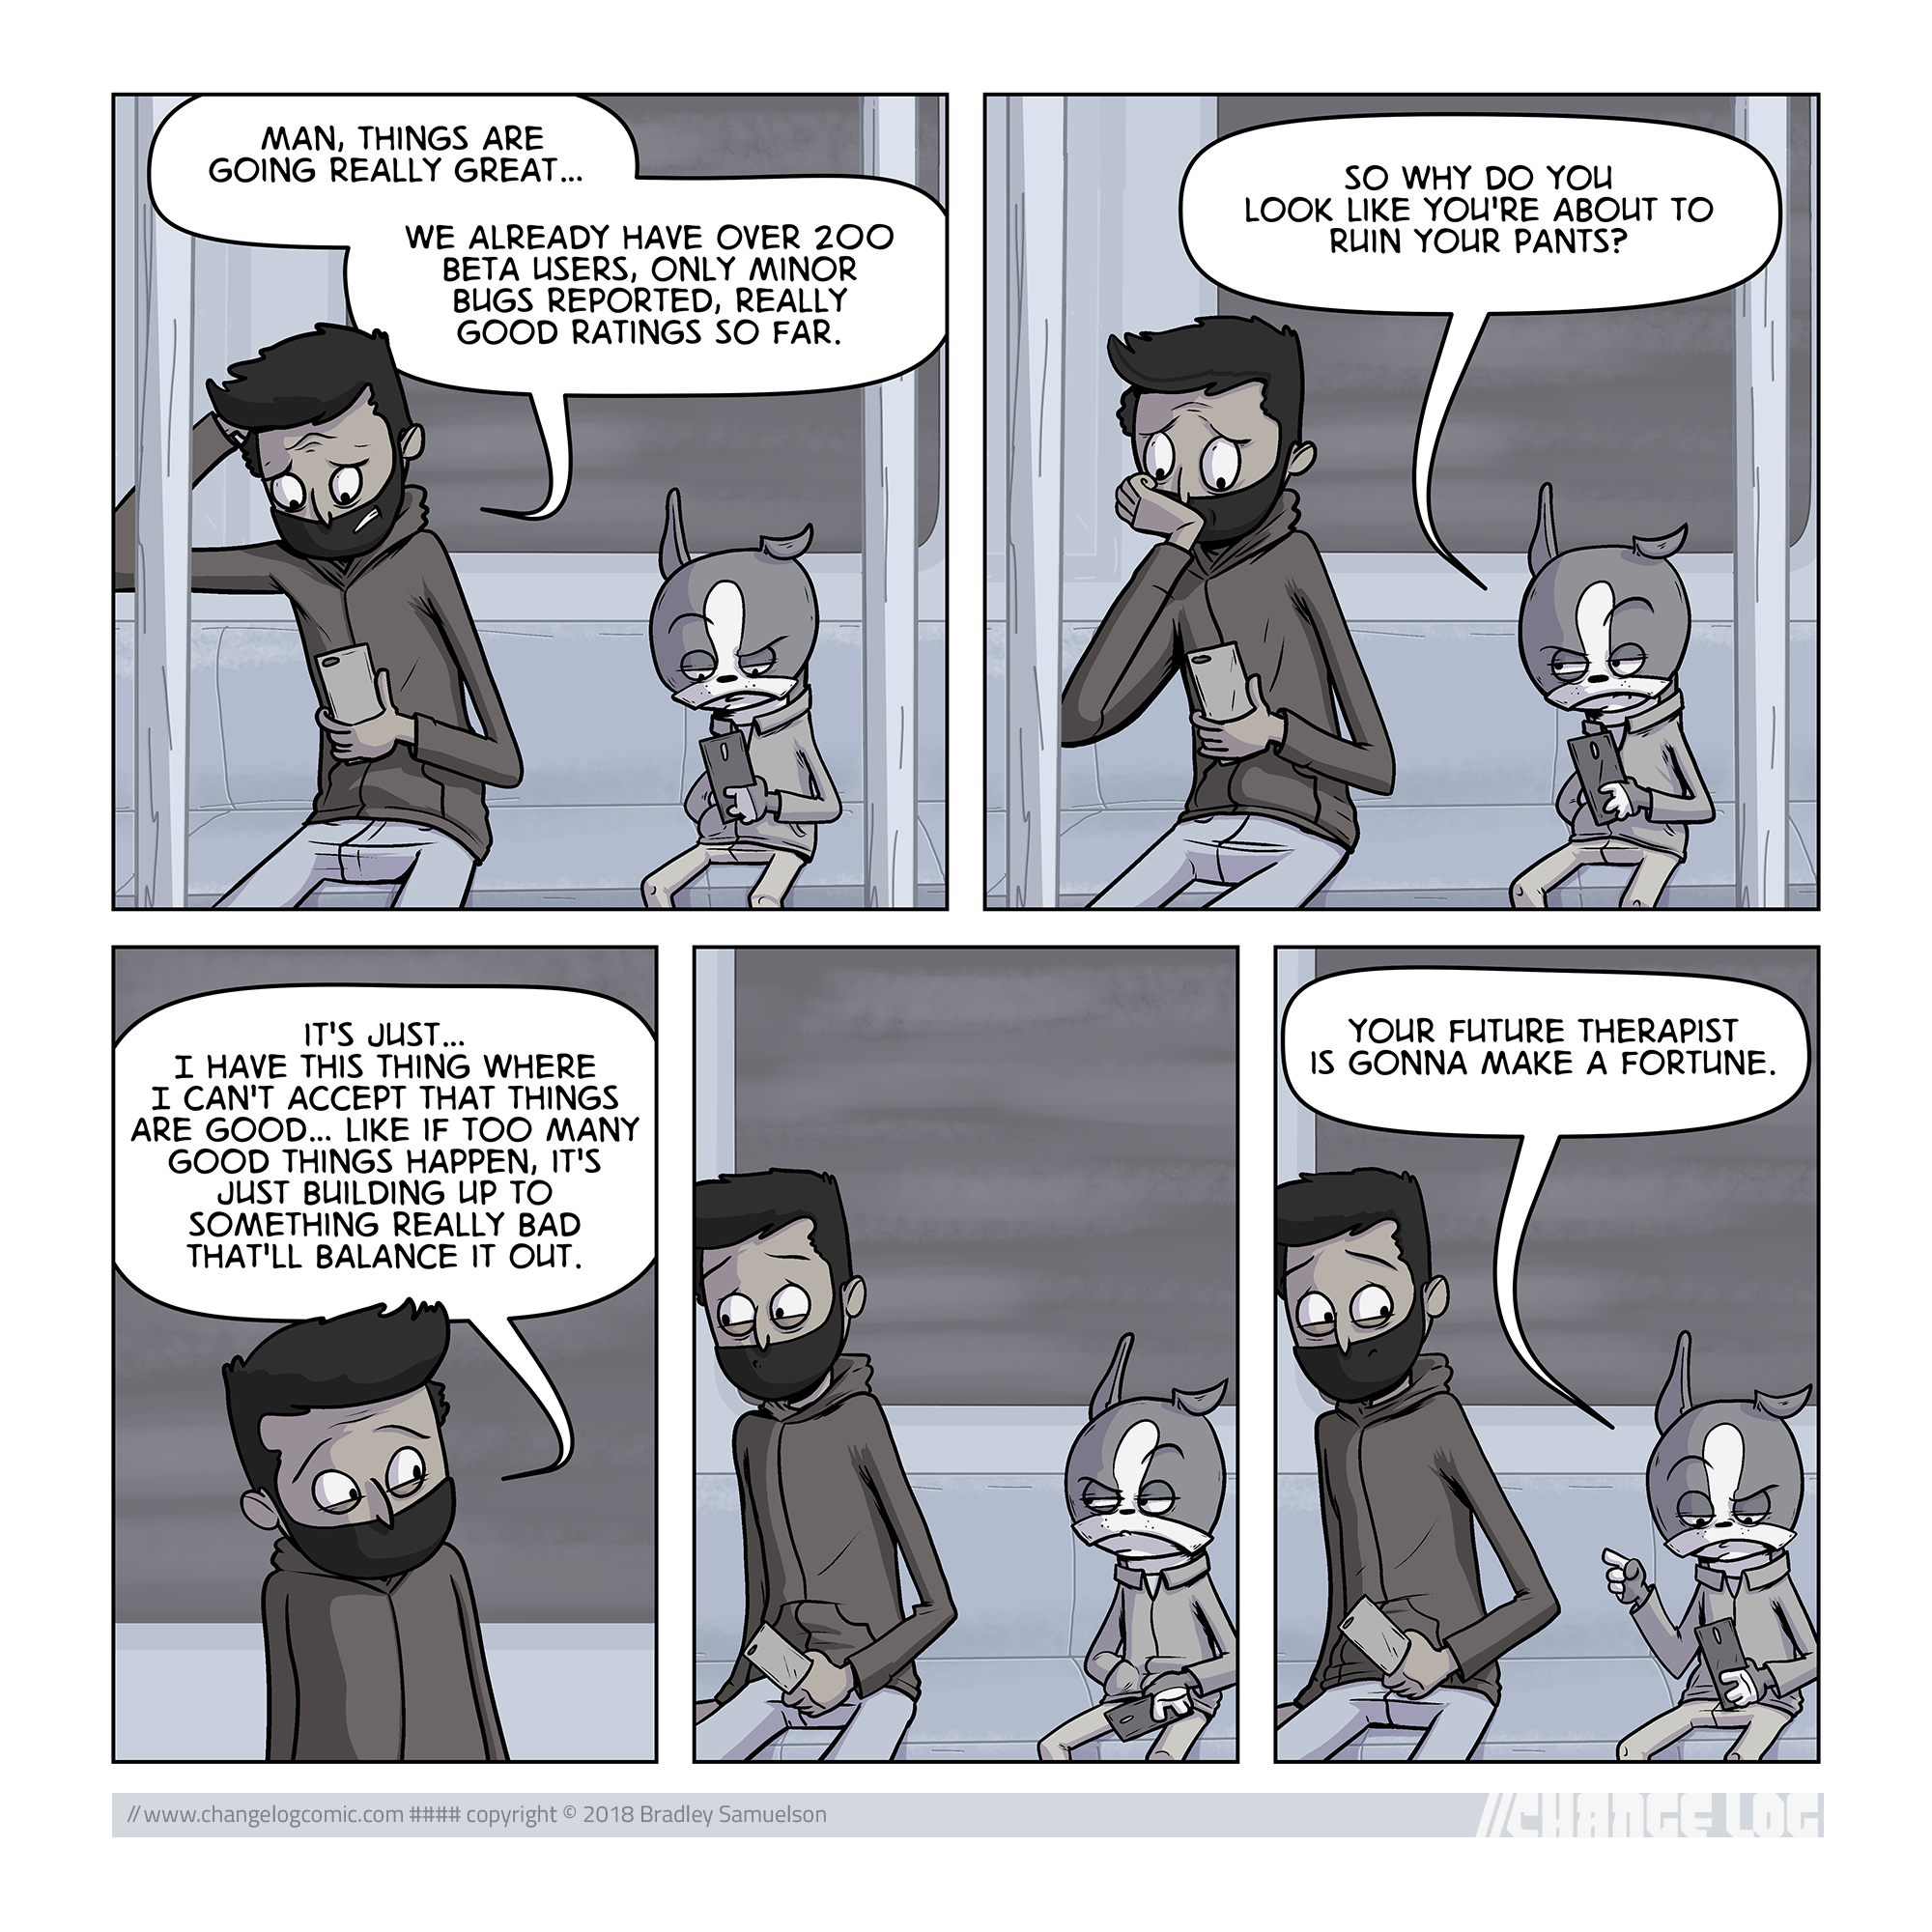 MAN, THINGS ARE
GOING REALLY GREAT...
WE ALREADY HAVE OVER 200
BETA USERS, ONLY MINOR
BUGS REPORTED, REALLY
GOOD RATINGS SO FAR.
SO WHY DO YOU
LOOK LIKE YOU'RE ABOUT TO
RUIN YOUR PANTS?
IT'S JUST...
I HAVE THIS THING WHERE
I CAN'T ACCEPT THAT THINGS
ARE GOOD... LIKE IF TOO MANY
GOOD THINGS HAPPEN, IT'S
JUST BUILDING UP TO
SOMETHING REALLY BAD
THAT'LL BALANCE IT OUT.
YOUR FUTURE THERAPIST
IS GONNA MAKE A FORTUNE.
// www.changelogcomic.com #### copyright © 2018 Bradley Samuelson
//CHANGE LOG